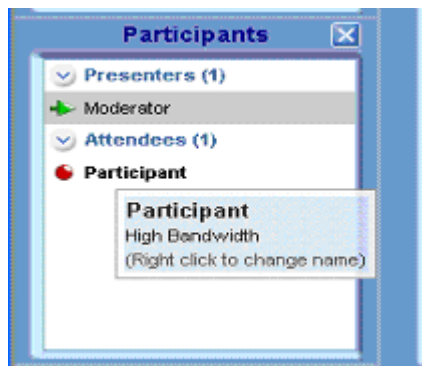 Participants
Presenters (1)
Moderator
Attendees (1)
Participant
Participant
High Bandwidth
(Right click to change name)